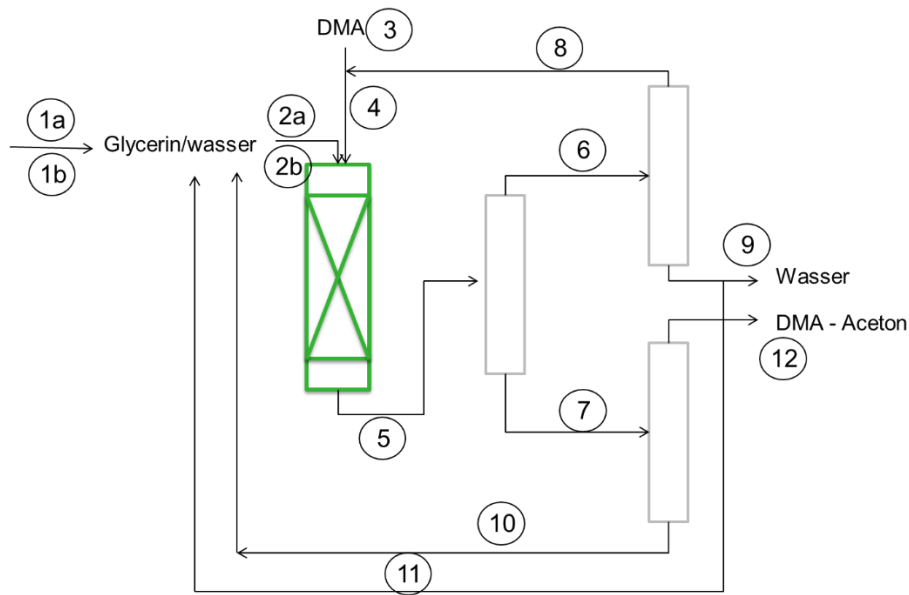 DMA 3
8
1a
2a
4
Glycerin/wasser
1b
2b
6
9
Wasser
DMA - Aceton
12
5
7
10
11